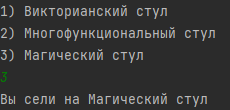 1) Викторианский стул
2) Многофункциональный стул
3) Магический стул
3
Вы сели на Магический стул